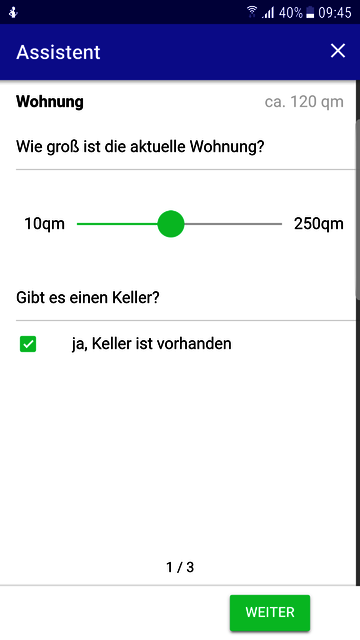 40% 09:45
Assistent
Wohnung ca. 120 qm
Wie groß ist die aktuelle Wohnung?
10qm 250qm
Gibt es einen Keller?
ja, Keller ist vorhanden
1 / 3
WEITER